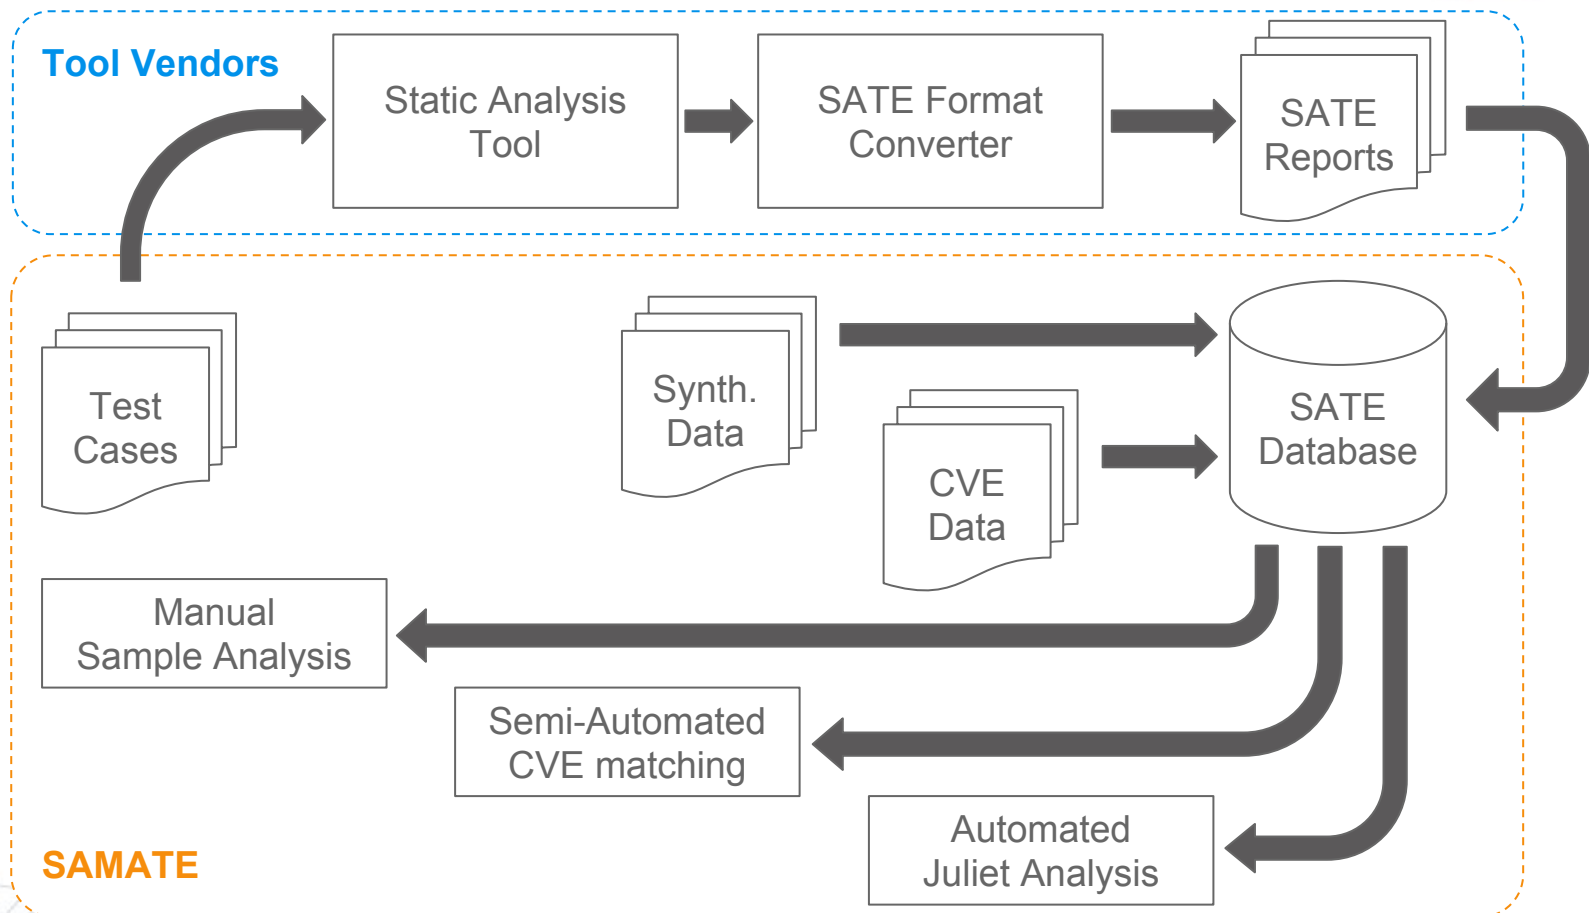 Tool Vendors
Static Analysis
Tool
SATE Format
Converter
SATE
Reports
Test
Cases
Synth.
Data
CVE
Data
SATE
Database
Manual
Sample Analysis
Semi-Automated
CVE matching
Automated
Juliet Analysis
SAMATE